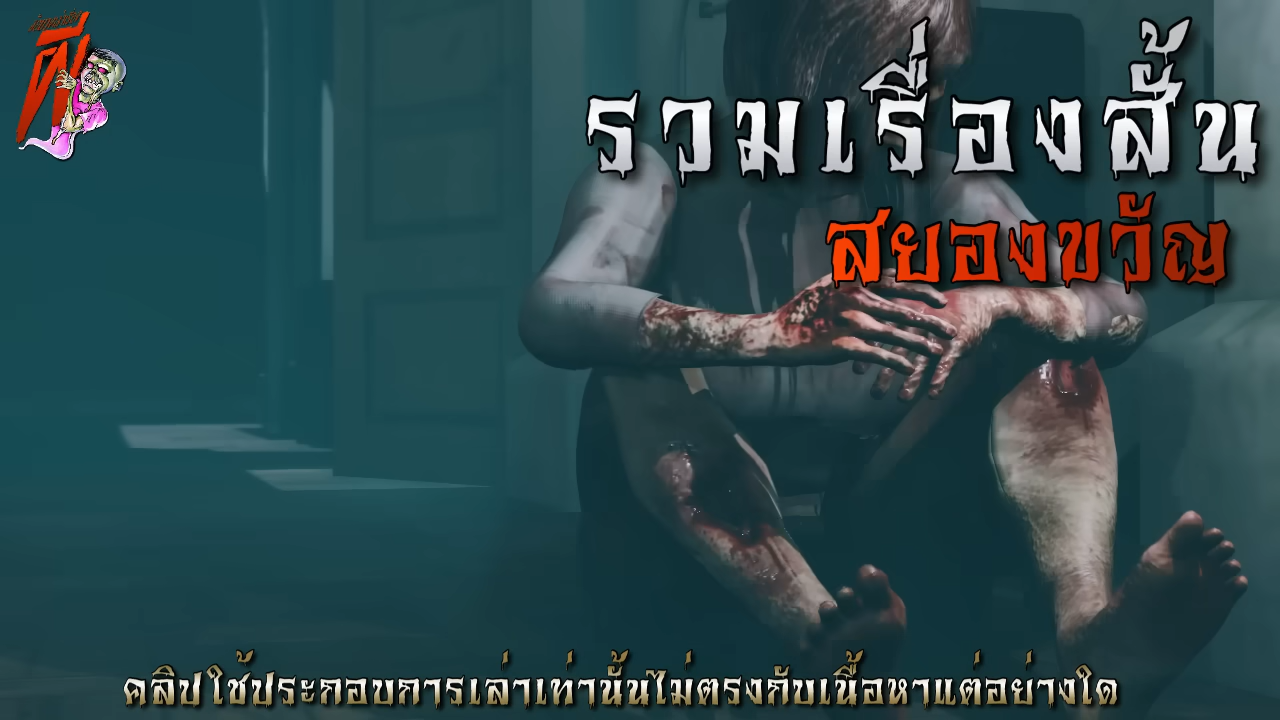 ผี
รวมเรื่องสั้น
สยองขวัญ
คลิปใช้ประกอบการเล่าเท่านั้นไม่ตรงกับเนื้อหาแต่อย่างใด